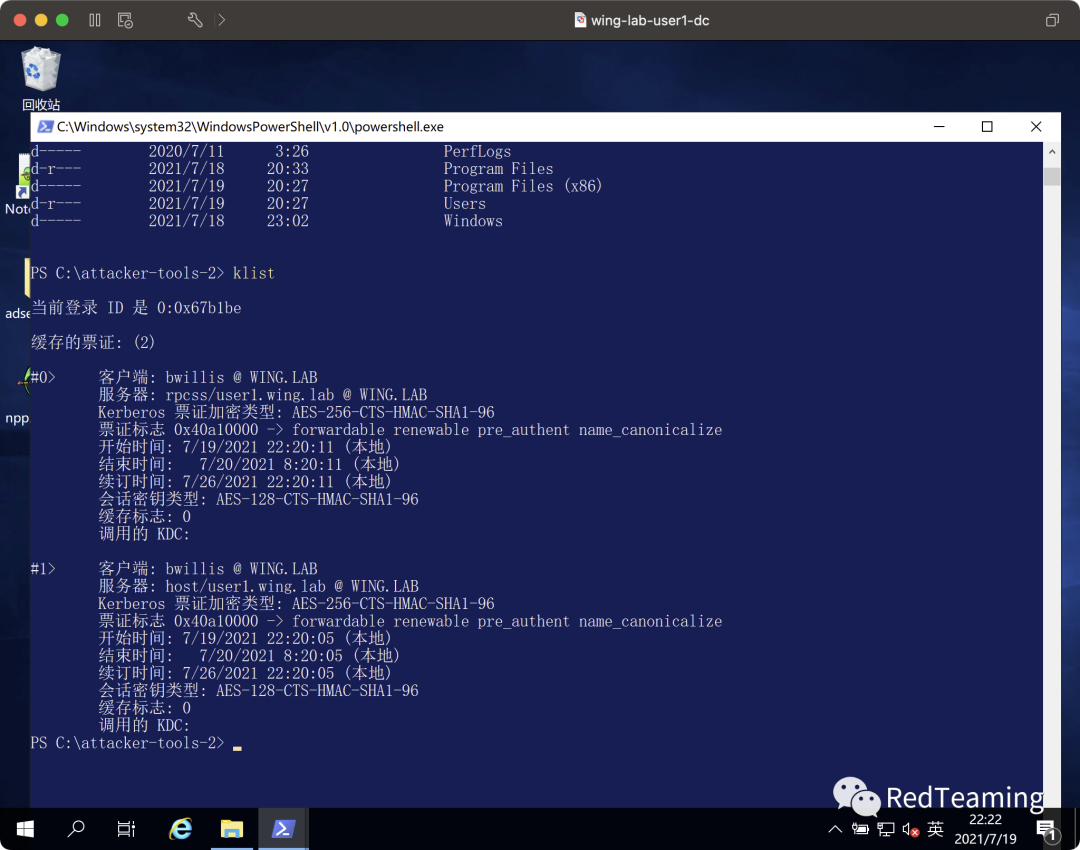 wing-lab-user1-dc
回收站
C:\Windows\system32\WindowsPowerShell\v1.0\powershell.exe
d----- 2020/7/11 3:26 PerfLogs
d-r--- 2021/7/18 20:33 Program Files
d----- 2021/7/19 20:27 Program Files (x86)
d-r--- 2021/7/19 20:27 Users
d----- 2021/7/18 23:02 Windows
PS C:\attacker-tools-2> klist
当前登录 ID 是 0:0x67b1be
缓存的票证: (2)
#0> 客户端: bwillis @ WING.LAB
服务器: rpcss/user1.wing.lab @ WING.LAB
Kerberos 票证加密类型: AES-256-CTS-HMAC-SHA1-96
票证标志 0x40a10000 -> forwardable renewable pre_authent name_canonicalize
开始时间: 7/19/2021 22:20:11 (本地)
结束时间: 7/20/2021 8:20:11 (本地)
续订时间: 7/26/2021 22:20:11 (本地)
会话密钥类型: AES-128-CTS-HMAC-SHA1-96
缓存标志: 0
调用的 KDC:
#1> 客户端: bwillis @ WING.LAB
服务器: host/user1.wing.lab @ WING.LAB
Kerberos 票证加密类型: AES-256-CTS-HMAC-SHA1-96
票证标志 0x40a10000 -> forwardable renewable pre_authent name_canonicalize
开始时间: 7/19/2021 22:20:05 (本地)
结束时间: 7/20/2021 8:20:05 (本地)
续订时间: 7/26/2021 22:20:05 (本地)
会话密钥类型: AES-128-CTS-HMAC-SHA1-96
缓存标志: 0
调用的 KDC:
PS C:\attacker-tools-2>
Not
adse
npp.
RedTeaming
英
22:22
2021/7/19
1